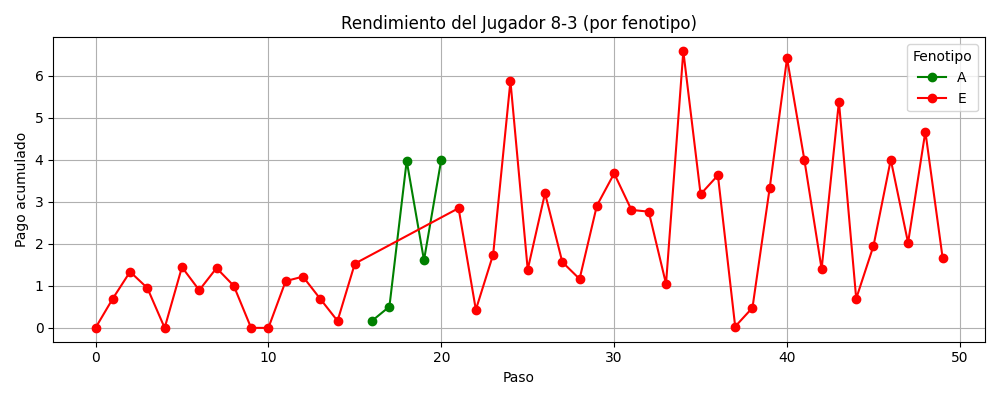 Rendimiento del Jugador 8-3 (por fenotipo)
Fenotipo
A
E
Pago acumulado
6
5
4
3
2
1
0
0 10 20 30 40 50
Paso